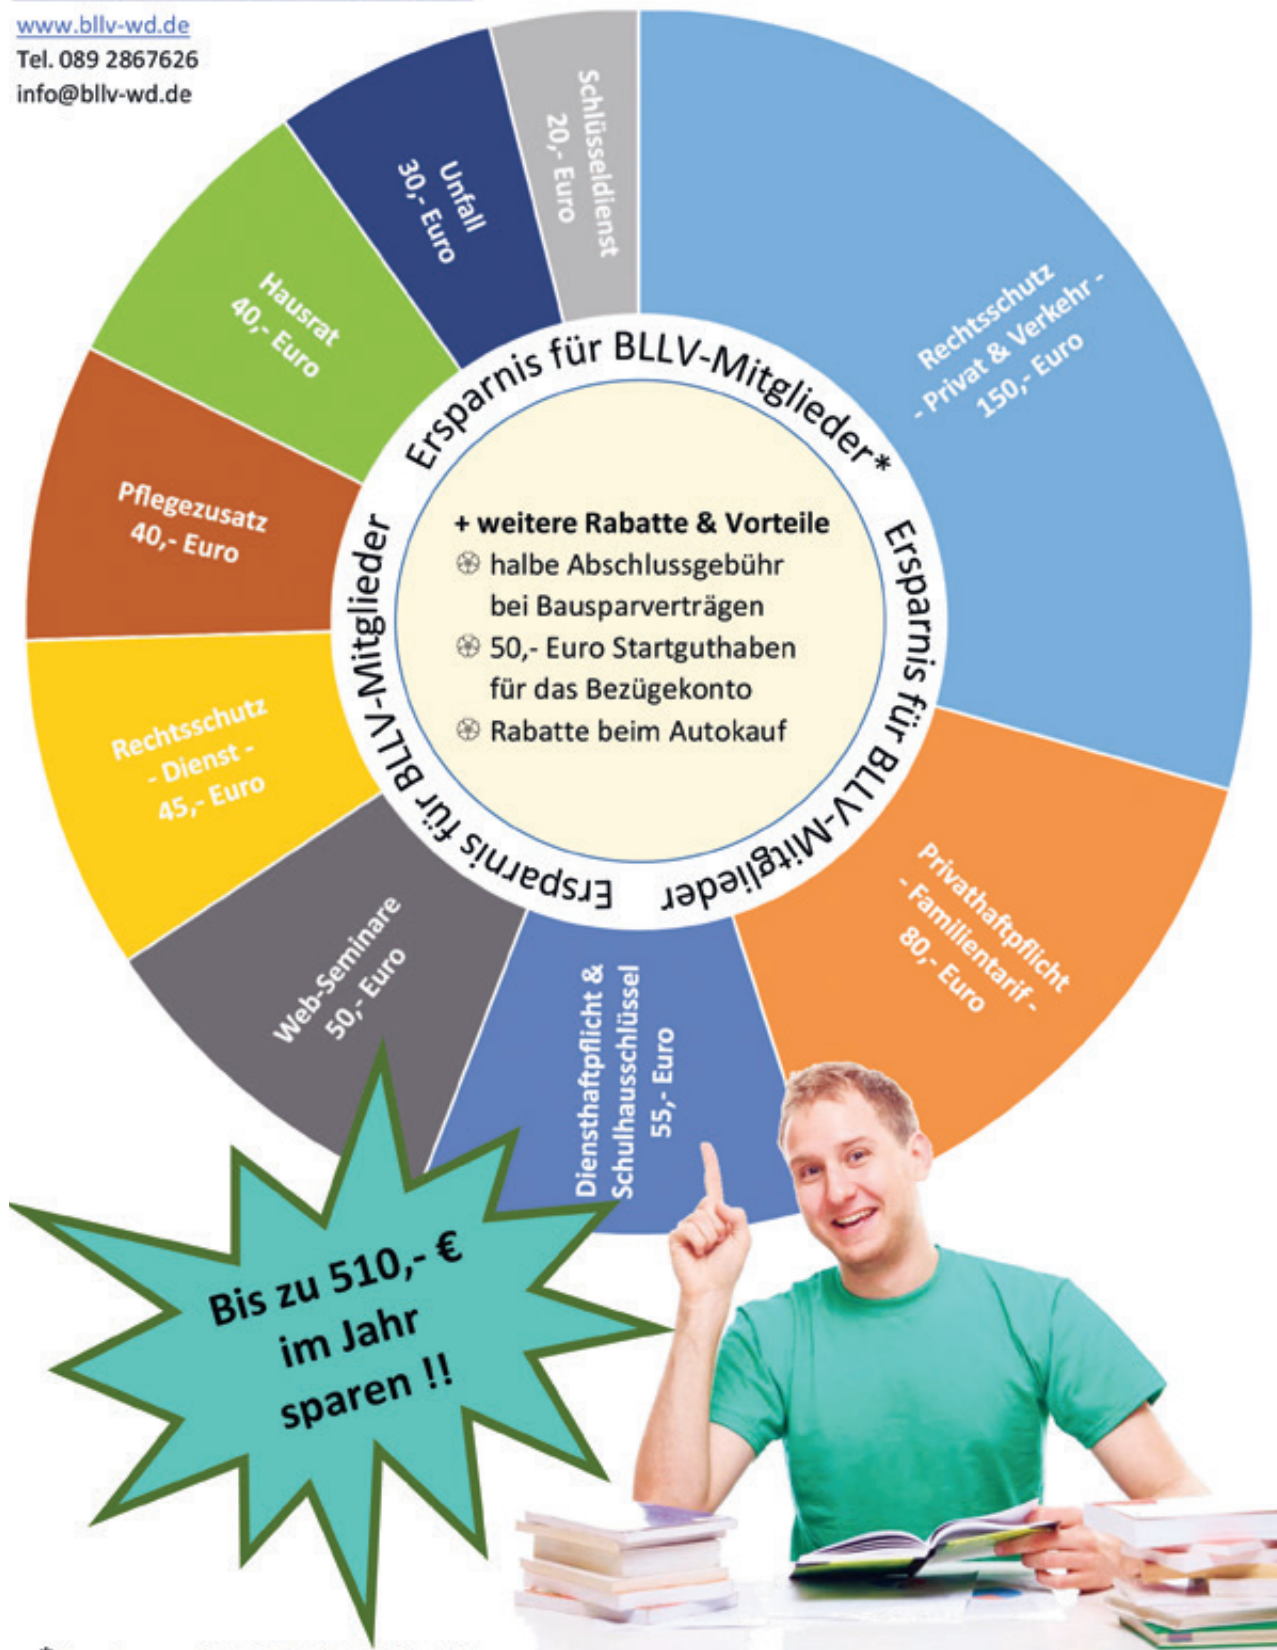 www.bllv-wd.de
Tel. 089 2867626
info@bllv-wd.de
Schlüsseldienst
20,- Euro
Unfall
30,- Euro
Hausrat
40,- Euro
Pflegezusatz
40,- Euro
Rechtsschutz
- Dienst -
45,- Euro
Web-Seminare
50,- Euro
Diensthaftpflicht &
Schulhausschlüssel
55,- Euro
Privathaftpflicht
- Familientarif -
80,- Euro
Rechtsschutz
- Privat & Verkehr -
150,- Euro
Ersparnis für BLLV-Mitglieder*
Ersparnis für BLLV-Mitglieder
Ersparnis für BLLV-Mitglieder
+ weitere Rabatte & Vorteile
halbe Abschlussgebühr
bei Bausparverträgen
50,- Euro Startguthaben
für das Bezügekonto
Rabatte beim Autokauf
Bis zu 510,- €
im Jahr
sparen !!